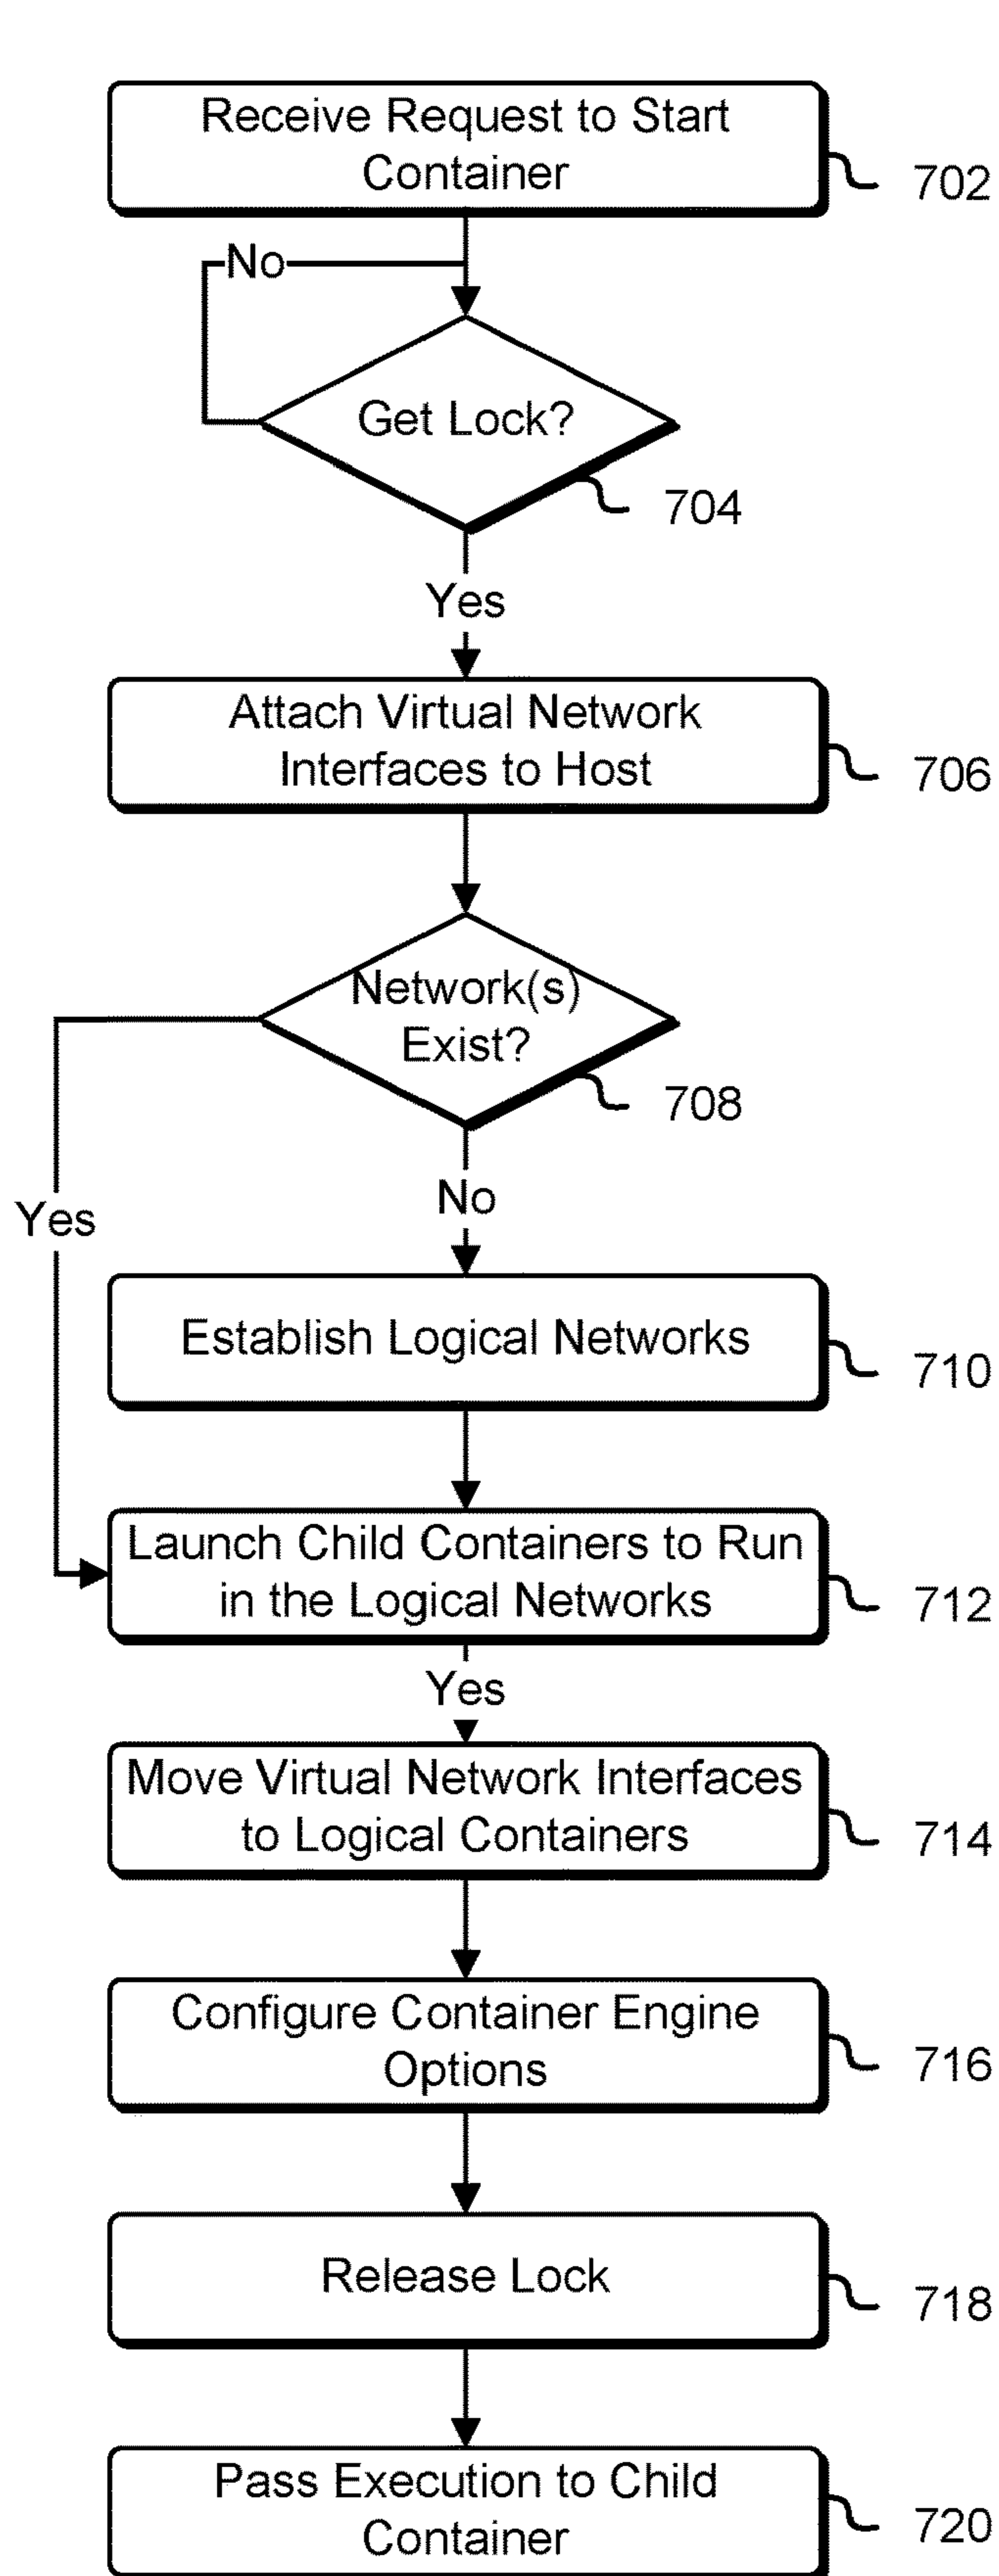 Receive Request to Start
Container
702
No
Get Lock?
704
Yes
Attach Virtual Network
Interfaces to Host
706
Network(s)
Exist?
708
No
Yes
Establish Logical Networks
710
Launch Child Containers to Run
in the Logical Networks
712
Yes
Move Virtual Network Interfaces
to Logical Containers
714
Configure Container Engine
Options
716
Release Lock
718
Pass Execution to Child
Container
720